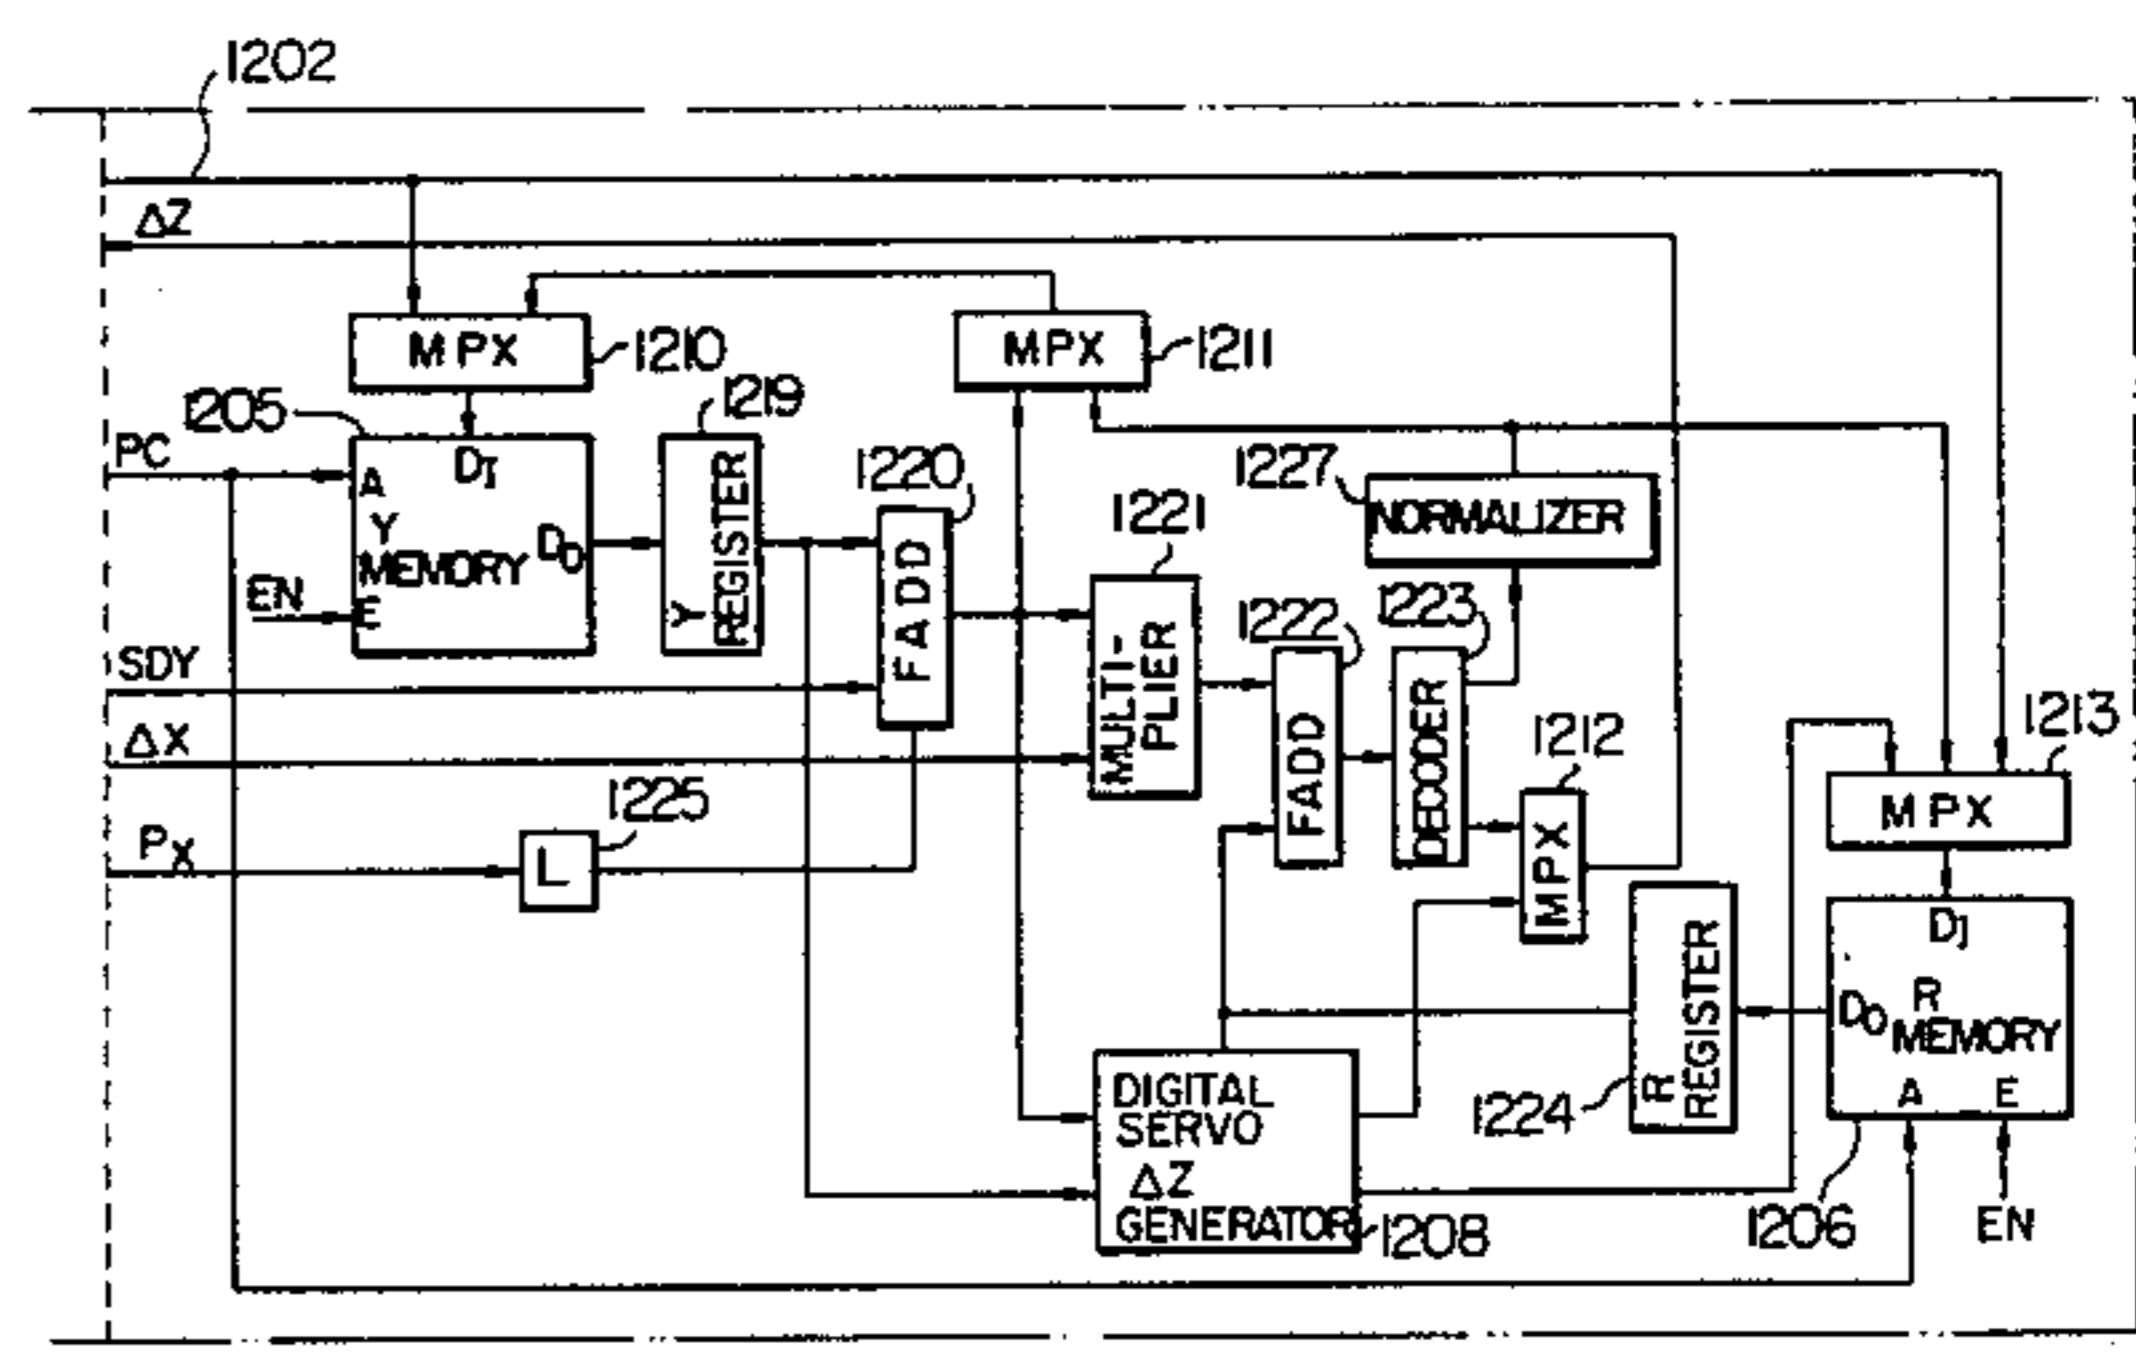 1202
ΔZ
MPX
1210
MPX
1211
1205
1219
PC
A
DI
Y
MEMORY
DO
EN
E
Y
REGISTER
1220
FADD
1221
MULTI-
PLIER
1227
NORMALIZER
1222
FADD
1223
DECODER
SDY
ΔX
1212
MPX
1213
MPX
1225
PX
L
DI
DO
R
MEMORY
A
E
1224
R
REGISTER
DIGITAL
SERVO
ΔZ
GENERATOR
1208
1206
EN